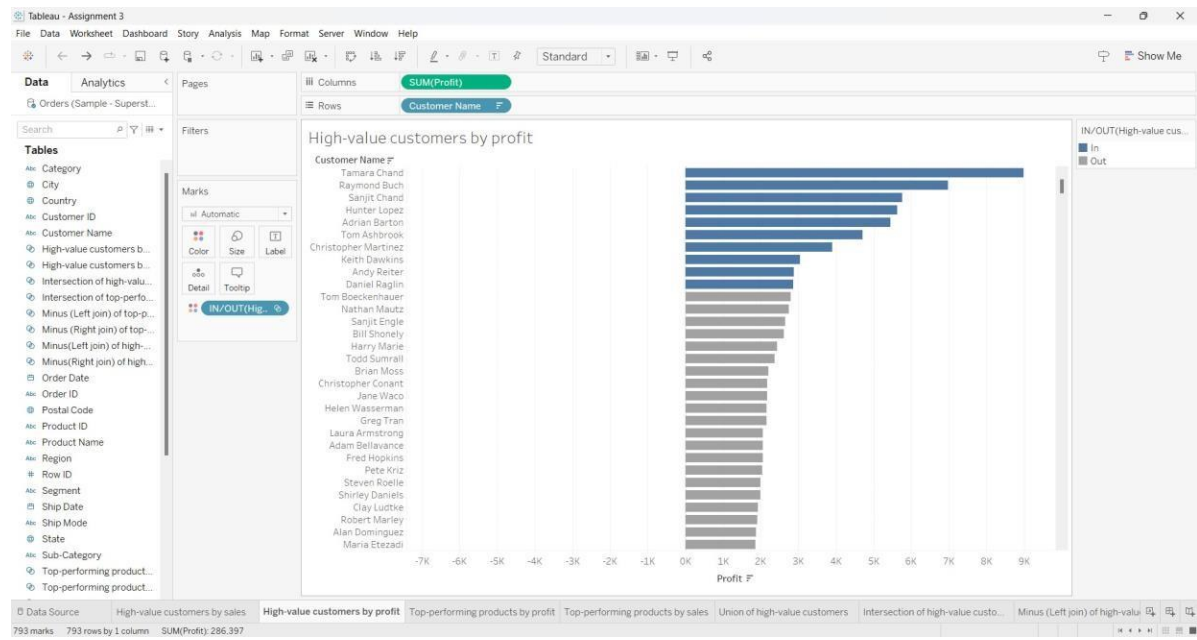 Tableau - Assignment 3
File Data Worksheet Dashboard Story Analysis Map Format Server Window Help
Standard
Show Me
Data Analytics
Orders (Sample - Superst...
Search
Tables
Abc Category
City
Country
Abc Customer ID
Abc Customer Name
High-value customers b...
High-value customers b...
Intersection of high-valu...
Intersection of top-perfo...
Minus (Left join) of top-p...
Minus (Right join) of top-...
Minus(Left join) of high-...
Minus(Right join) of high...
Order Date
Abc Order ID
Postal Code
Abc Product ID
Abc Product Name
Abc Region
# Row ID
Abc Segment
Ship Date
Abc Ship Mode
State
Abc Sub-Category
Top-performing product...
Top-performing product...
Pages
Filters
Marks
Automatic
Color Size Label
Detail Tooltip
IN/OUT(Hig..
Columns SUM(Profit)
Rows Customer Name
High-value customers by profit
Customer Name
Tamara Chand
Raymond Buch
Sanjit Chand
Hunter Lopez
Adrian Barton
Tom Ashbrook
Christopher Martinez
Keith Dawkins
Andy Reiter
Daniel Raglin
Tom Boeckenhauer
Nathan Mautz
Sanjit Engle
Bill Shonely
Harry Marie
Todd Sumrall
Brian Moss
Christopher Conant
Jane Waco
Helen Wasserman
Greg Tran
Laura Armstrong
Adam Bellavance
Fred Hopkins
Pete Kriz
Steven Roelle
Shirley Daniels
Clay Ludtke
Robert Marley
Alan Dominguez
Maria Etezadi
-7K -6K -5K -4K -3K -2K -1K 0K 1K 2K 3K 4K 5K 6K 7K 8K 9K
Profit
IN/OUT(High-value cus...
In
Out
Data Source High-value customers by sales High-value customers by profit Top-performing products by profit Top-performing products by sales Union of high-value customers Intersection of high-value custo... Minus (Left join) of high-valu
793 marks 793 rows by 1 column SUM(Profit): 286,397